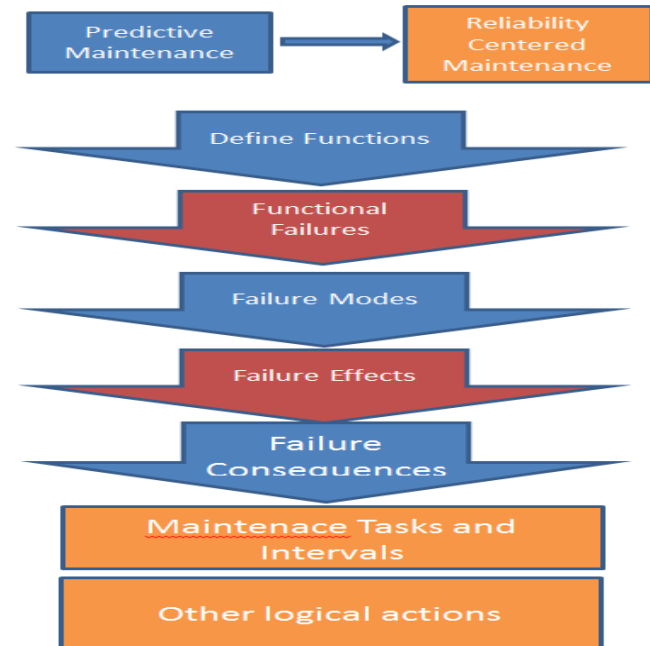 Predictive
Maintenance
Reliability
Centered
Maintenance
Define Functions
Functional
Failures
Failure Modes
Failure Effects
Failure
Consequences
Maintenace Tasks and
Intervals
Other logical actions